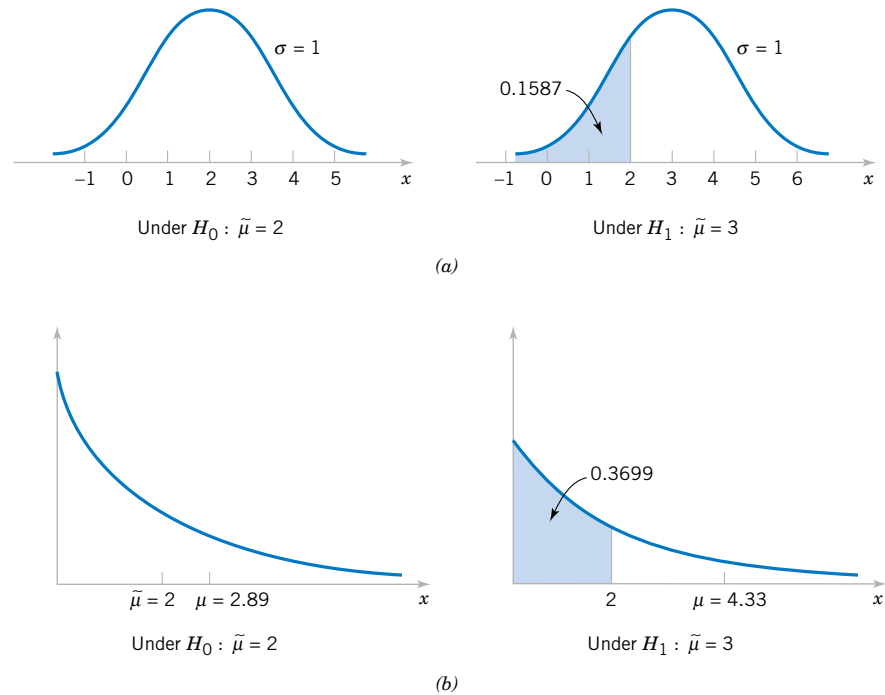 σ = 1
−1 0 1 2 3 4 5 x
Under H₀ : μ̃ = 2
σ = 1
0.1587
−1 0 1 2 3 4 5 6 x
Under H₁ : μ̃ = 3
(a)
μ̃ = 2 μ = 2.89 x
Under H₀ : μ̃ = 2
0.3699
2 μ = 4.33 x
Under H₁ : μ̃ = 3
(b)